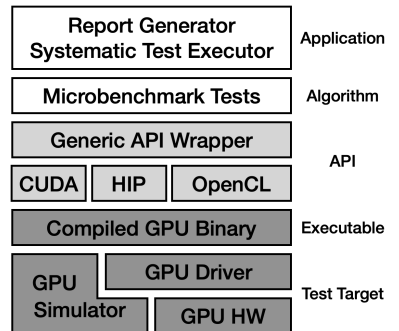 Report Generator
Systematic Test Executor
Application
Microbenchmark Tests
Algorithm
Generic API Wrapper
API
CUDA
HIP
OpenCL
Compiled GPU Binary
Executable
GPU
Simulator
GPU Driver
Test Target
GPU HW